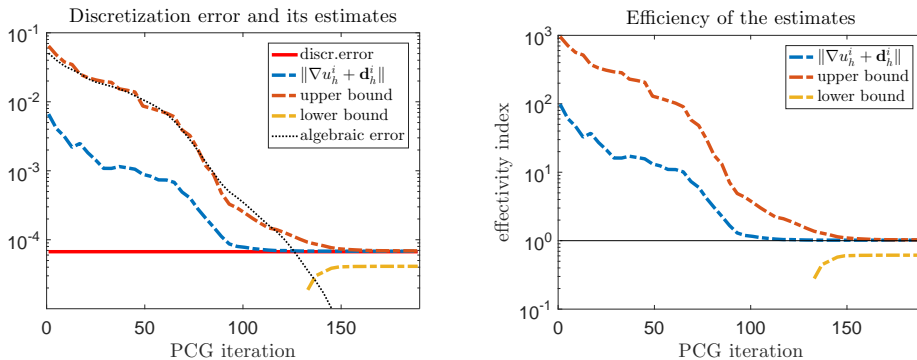 Discretization error and its estimates
10^{-1}
10^{-2}
10^{-3}
10^{-4}
discr.error
‖∇u_h^i + d_h^i‖
upper bound
lower bound
algebraic error
0 50 100 150
PCG iteration
Efficiency of the estimates
effectivity index
10^3
10^2
10^1
10^0
10^{-1}
‖∇u_h^i + d_h^i‖
upper bound
lower bound
0 50 100 150
PCG iteration